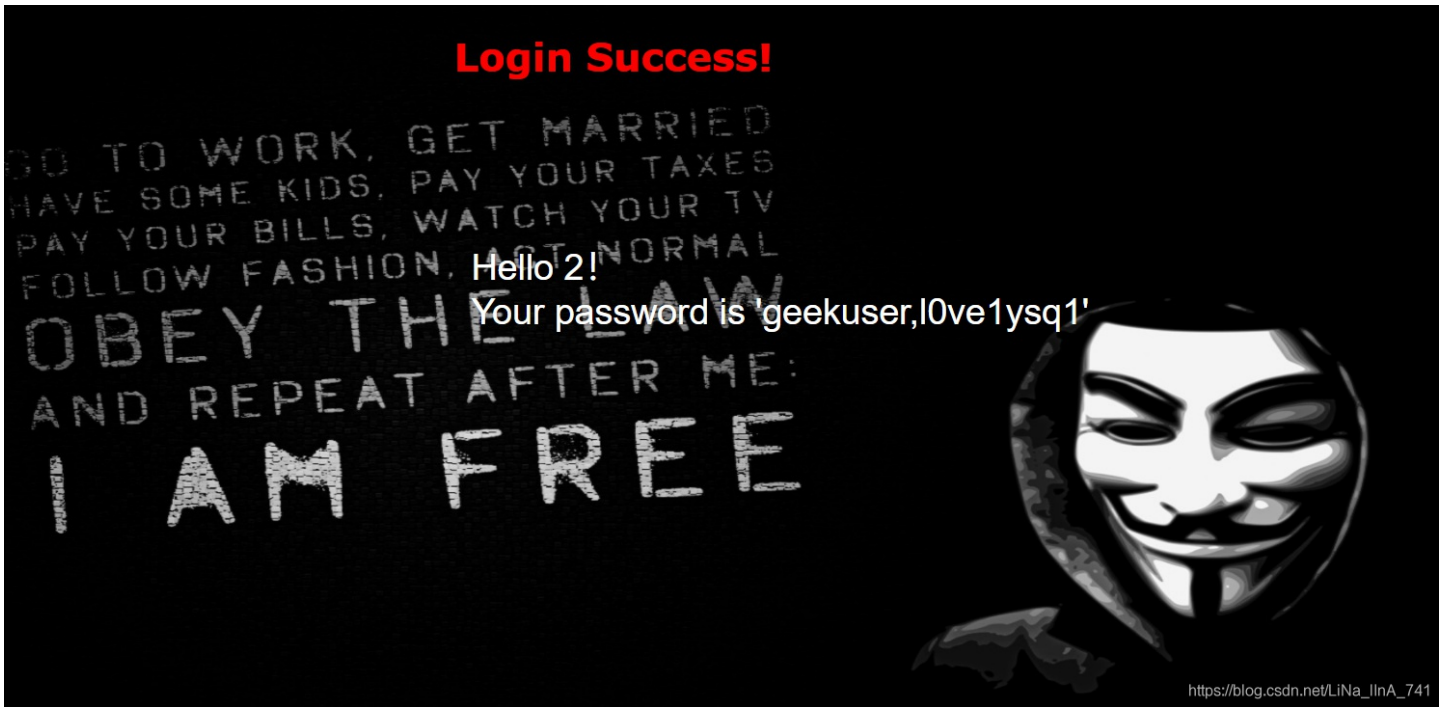 Login Success!
GO TO WORK, GET MARRIED
HAVE SOME KIDS, PAY YOUR TAXES
PAY YOUR BILLS, WATCH YOUR TV
FOLLOW FASHION, ACT NORMAL
Hello 2！
OBEY THE LAW
Your password is 'geekuser,l0ve1ysq1'
AND REPEAT AFTER ME:
I AM FREE
https://blog.csdn.net/LiNa_lInA_741